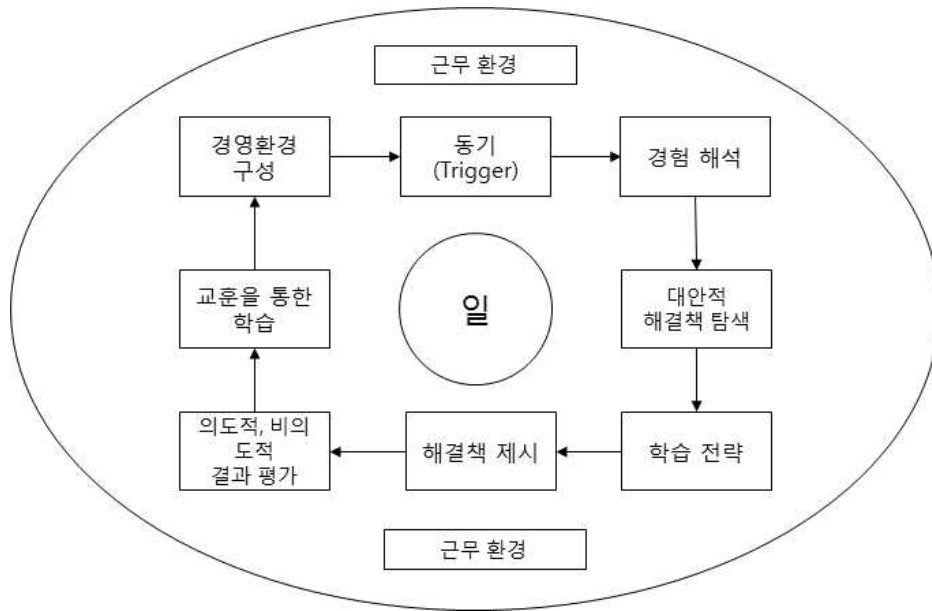 근무 환경
경영환경
구성
동기
(Trigger)
경험 해석
교훈을 통한
학습
일
대안적
해결책 탐색
의도적, 비의
도적
결과 평가
해결책 제시
학습 전략
근무 환경